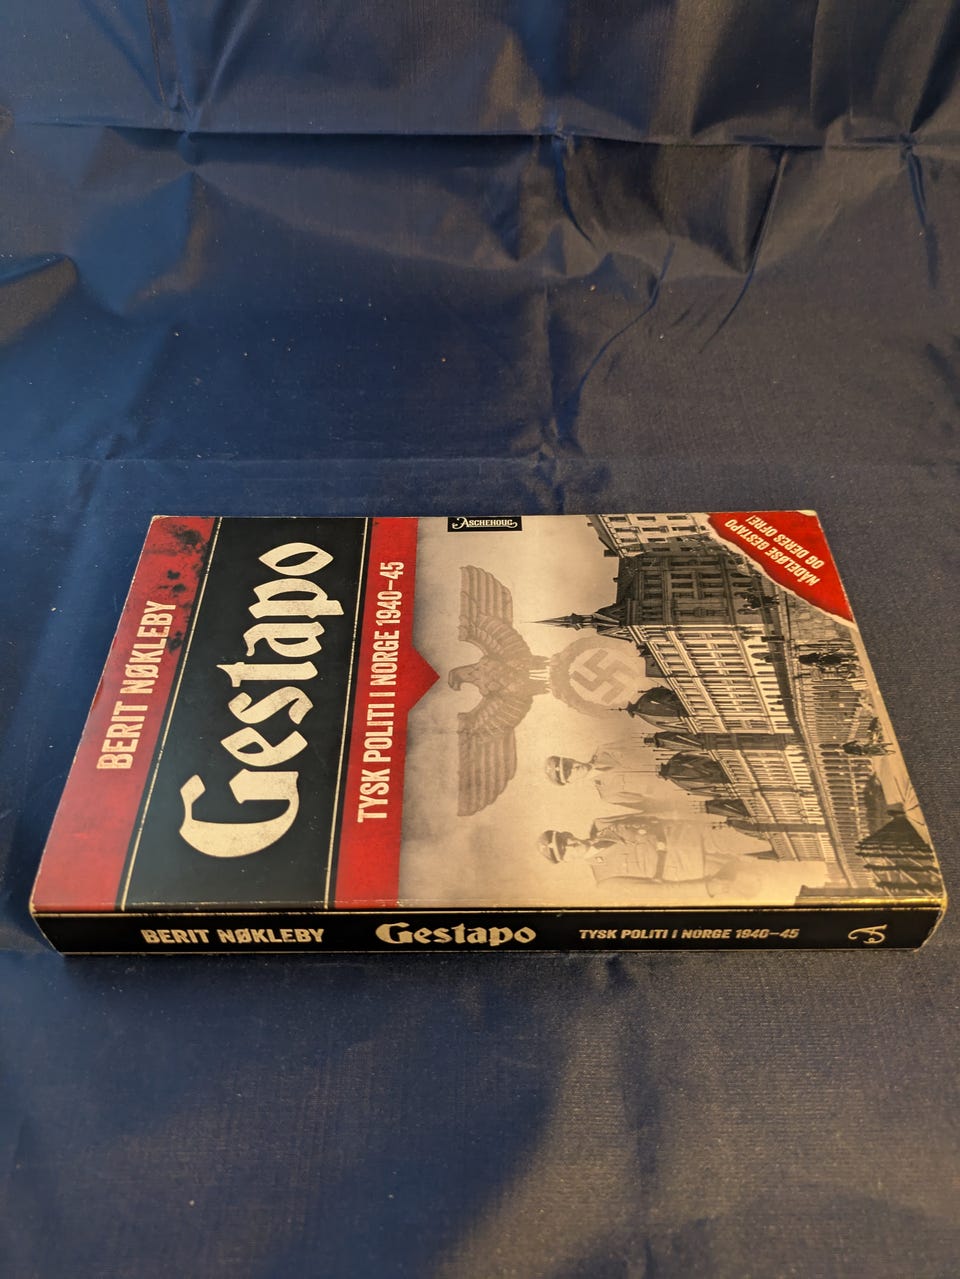 BERIT NØKLEBY
Gestapo
TYSK POLITI I NORGE 1940–45
ASCHEHOUG
NÅDELØSE GESTAPO
OG DERES OFRE!
BERIT NØKLEBY Gestapo TYSK POLITI I NORGE 1940–45 A